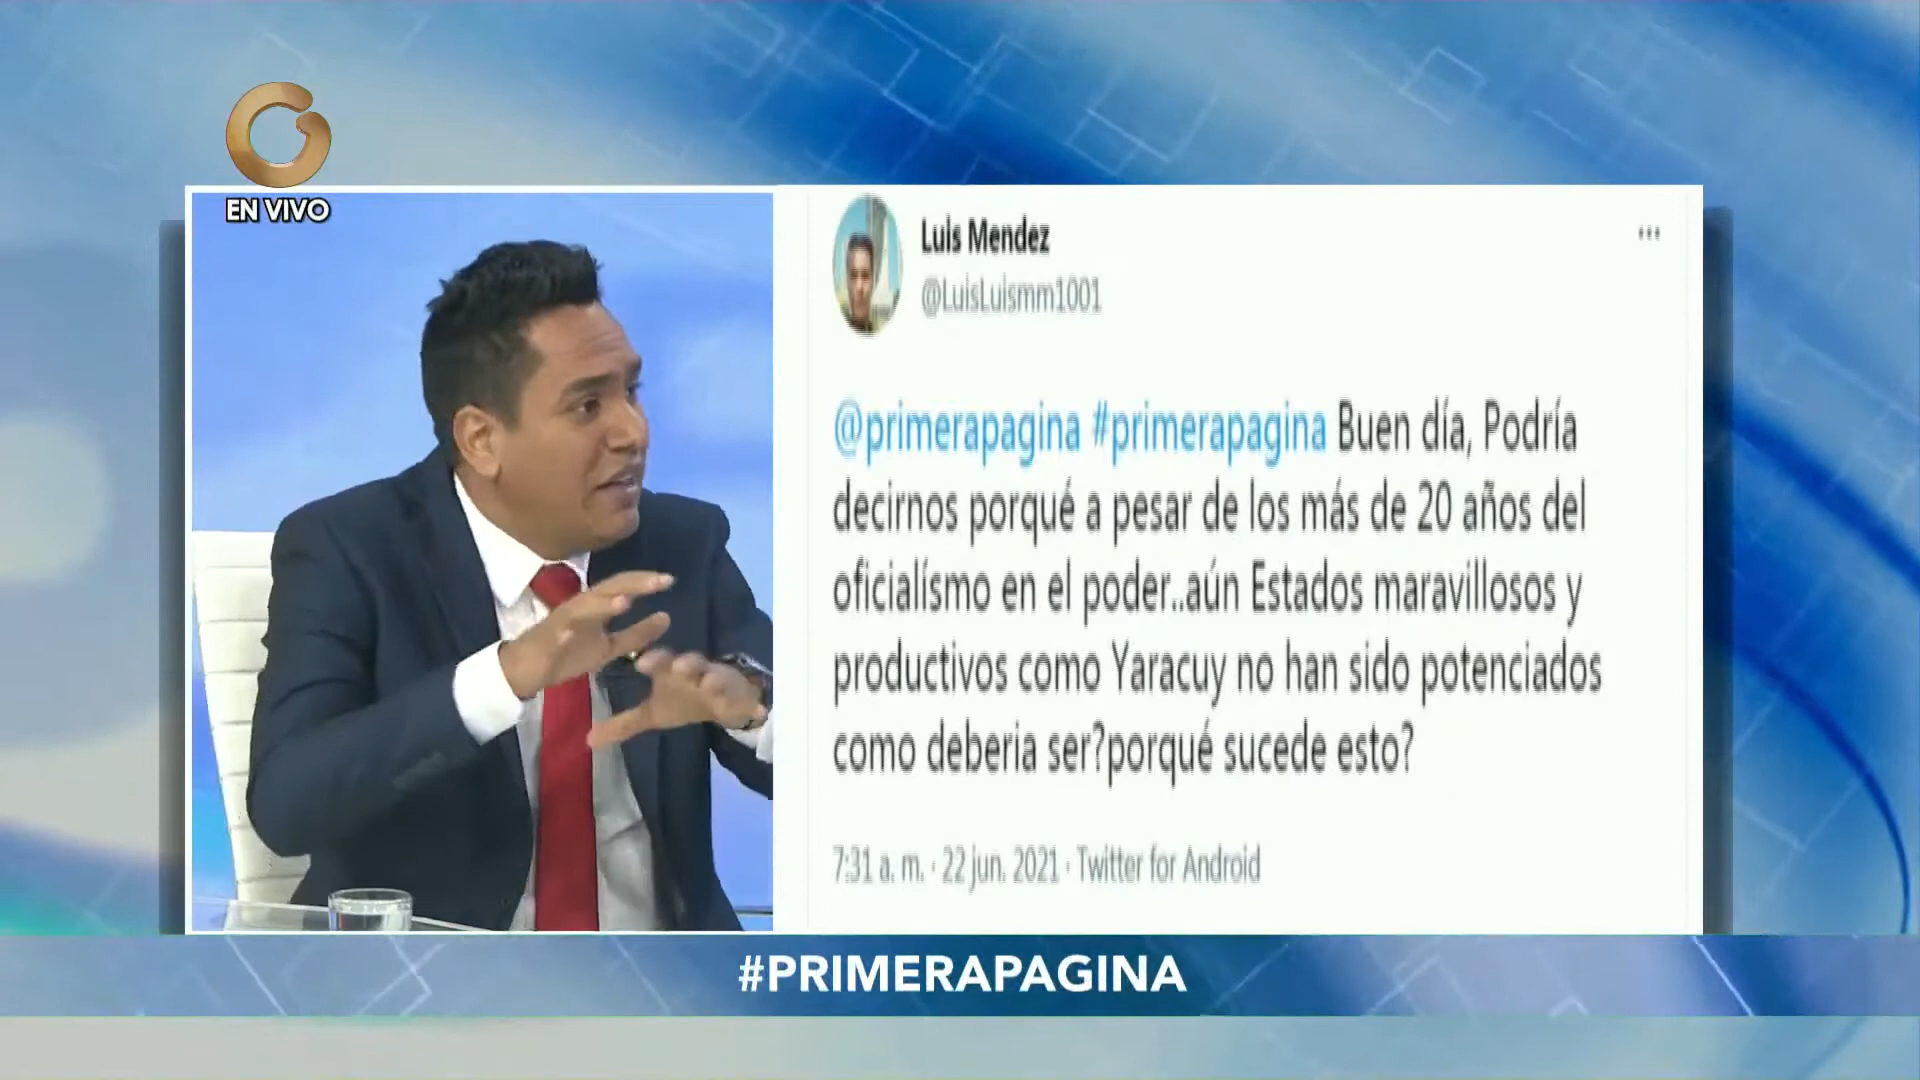 EN VIVO
Luis Mendez
@LuisLuismm1001
@primerapagina #primerapagina Buen día, Podría
decirnos porqué a pesar de los más de 20 años del
oficialísmo en el poder..aún Estados maravillosos y
productivos como Yaracuy no han sido potenciados
como deberia ser?porqué sucede esto?
7:31 a. m. · 22 jun. 2021 · Twitter for Android
#PRIMERAPAGINA